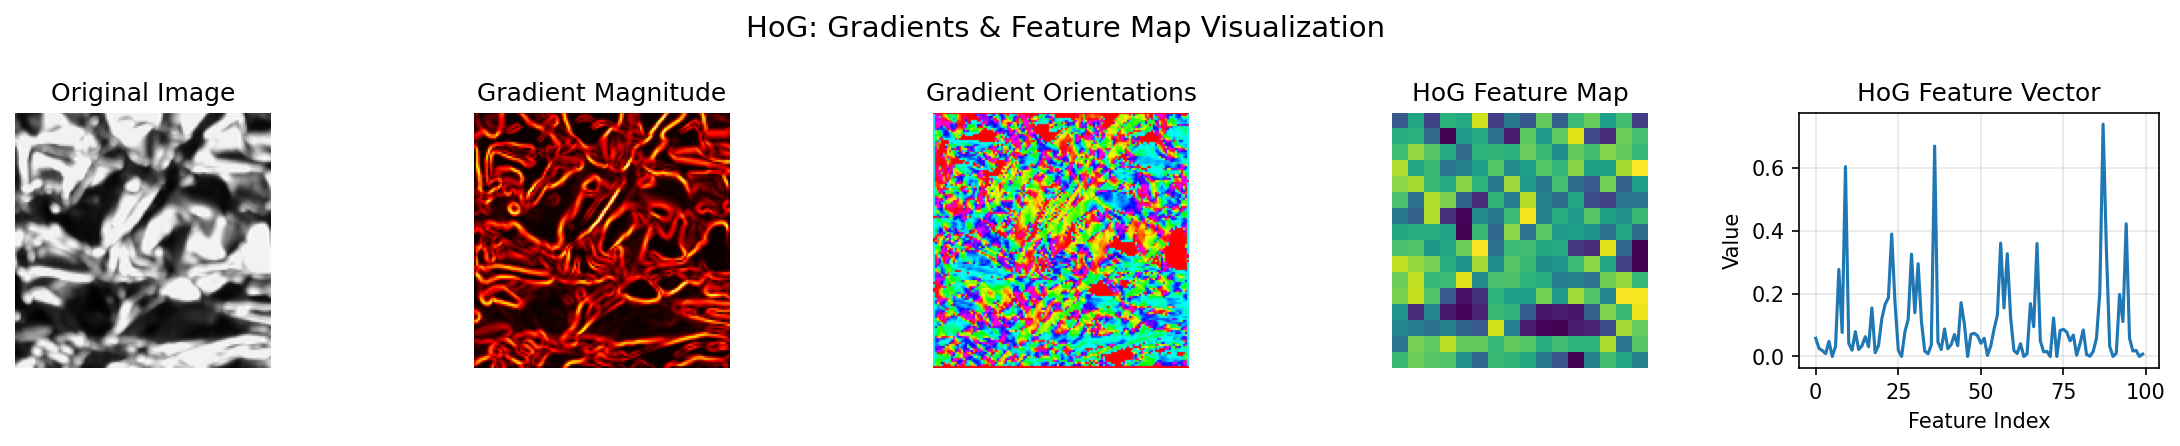 HoG: Gradients & Feature Map Visualization
Original Image
Gradient Magnitude
Gradient Orientations
HoG Feature Map
HoG Feature Vector
Value
0.6
0.4
0.2
0.0
0 25 50 75 100
Feature Index